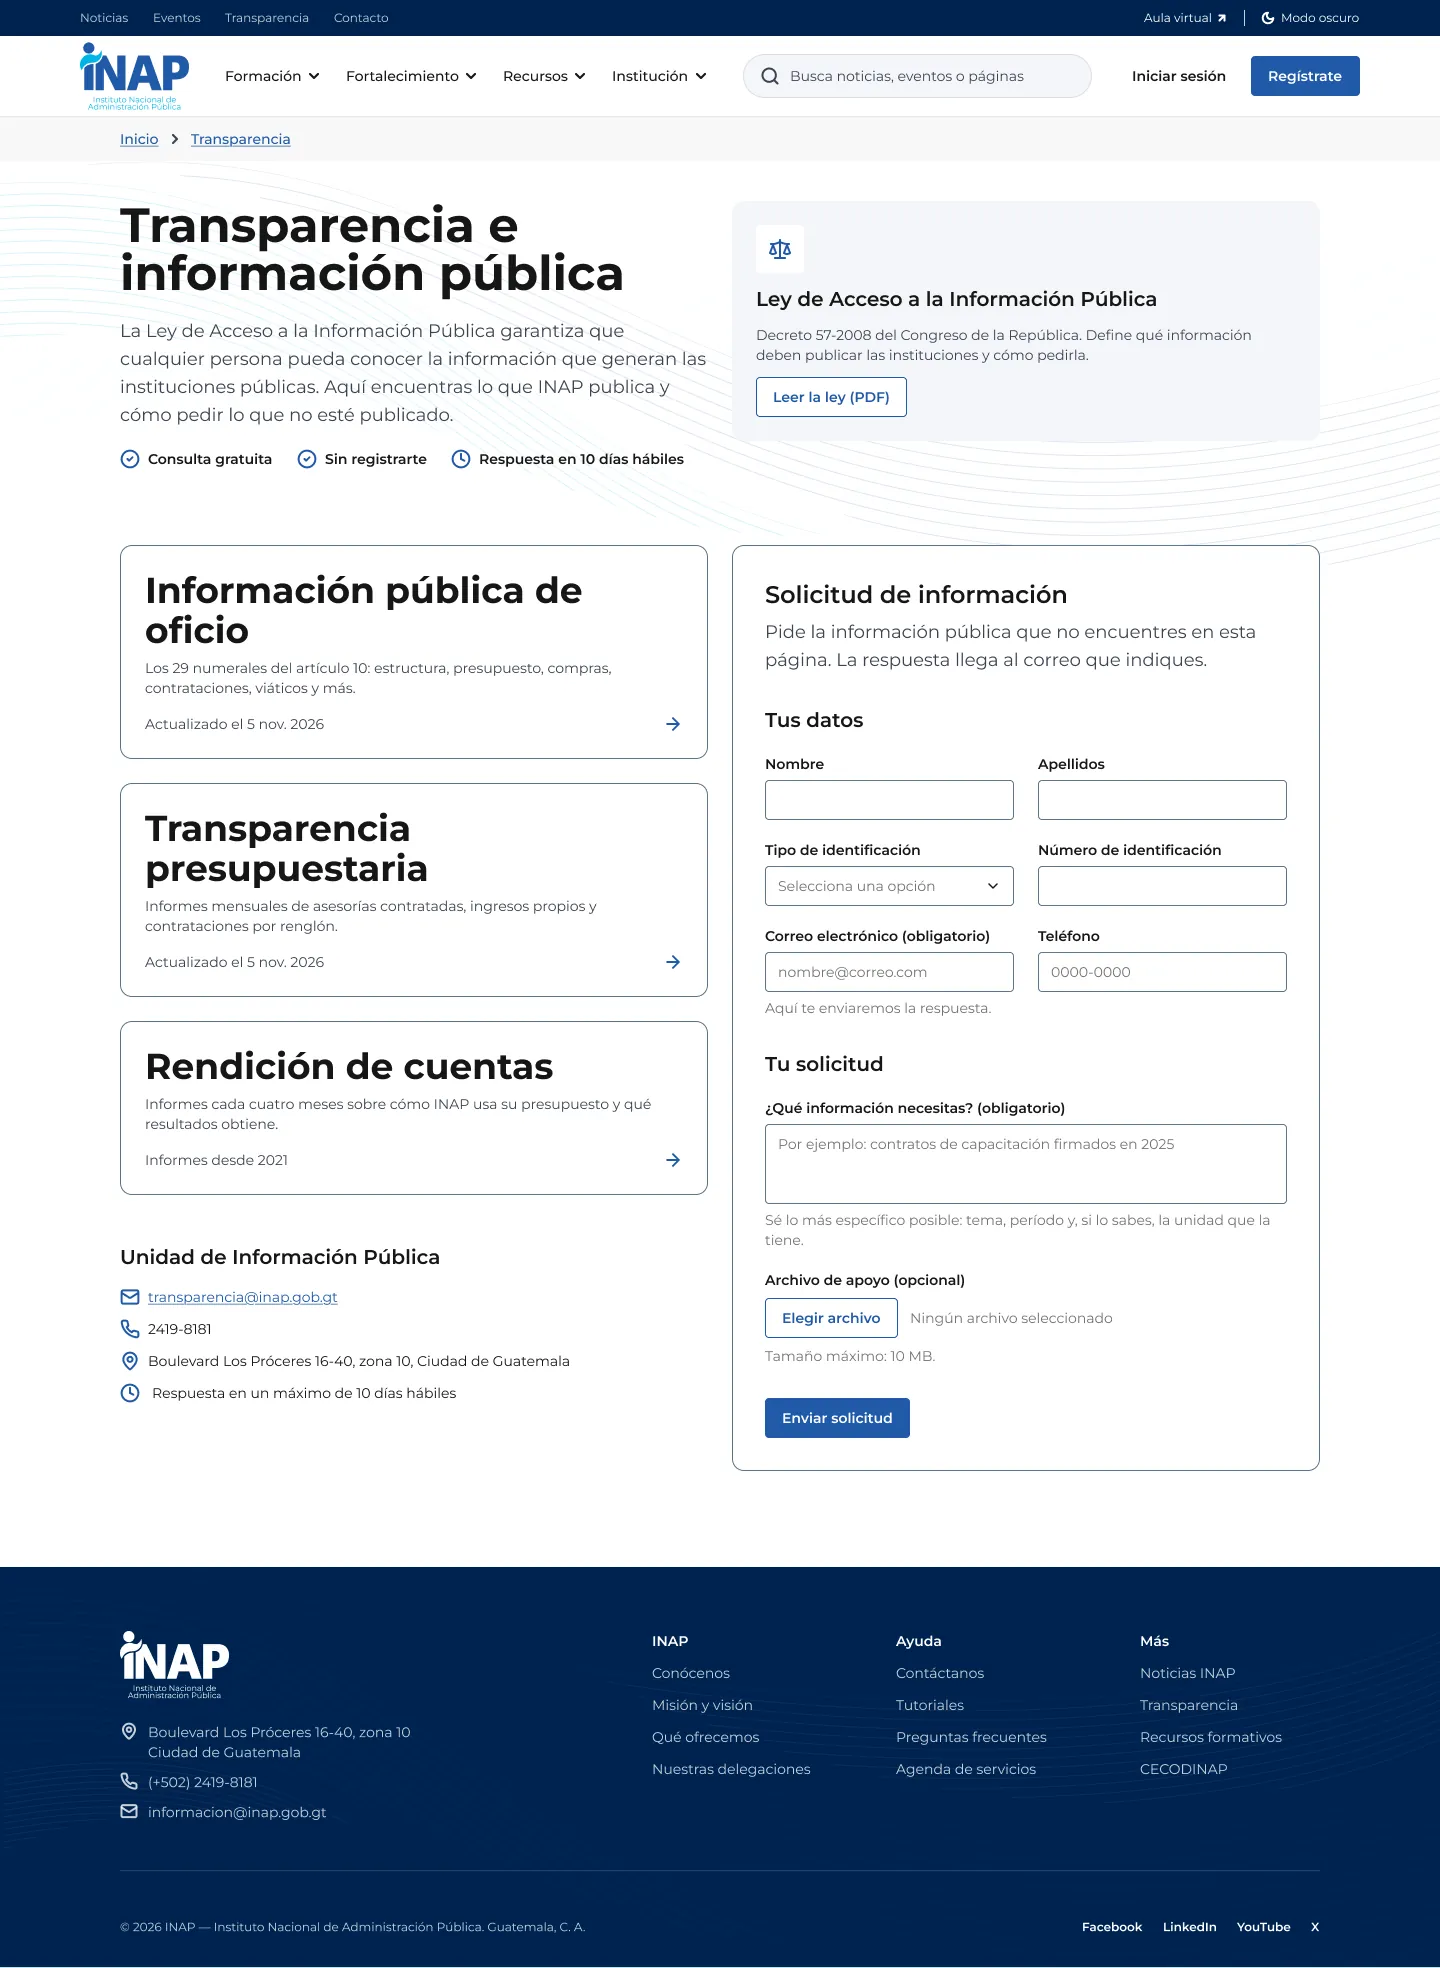 Noticias Eventos Transparencia Contacto Aula virtual Modo oscuro
INAP
Instituto Nacional de
Administración Pública
Formación Fortalecimiento Recursos Institución Busca noticias, eventos o páginas Iniciar sesión Regístrate
Inicio Transparencia
Transparencia e
información pública
La Ley de Acceso a la Información Pública garantiza que
cualquier persona pueda conocer la información que generan las
instituciones públicas. Aquí encuentras lo que INAP publica y
cómo pedir lo que no esté publicado.
Consulta gratuita Sin registrarte Respuesta en 10 días hábiles
Ley de Acceso a la Información Pública
Decreto 57-2008 del Congreso de la República. Define qué información
deben publicar las instituciones y cómo pedirla.
Leer la ley (PDF)
Información pública de
oficio
Los 29 numerales del artículo 10: estructura, presupuesto, compras,
contrataciones, viáticos y más.
Actualizado el 5 nov. 2026
Transparencia
presupuestaria
Informes mensuales de asesorías contratadas, ingresos propios y
contrataciones por renglón.
Actualizado el 5 nov. 2026
Rendición de cuentas
Informes cada cuatro meses sobre cómo INAP usa su presupuesto y qué
resultados obtiene.
Informes desde 2021
Unidad de Información Pública
transparencia@inap.gob.gt
2419-8181
Boulevard Los Próceres 16-40, zona 10, Ciudad de Guatemala
Respuesta en un máximo de 10 días hábiles
Solicitud de información
Pide la información pública que no encuentres en esta
página. La respuesta llega al correo que indiques.
Tus datos
Nombre Apellidos
Tipo de identificación Número de identificación
Selecciona una opción
Correo electrónico (obligatorio) Teléfono
nombre@correo.com 0000-0000
Aquí te enviaremos la respuesta.
Tu solicitud
¿Qué información necesitas? (obligatorio)
Por ejemplo: contratos de capacitación firmados en 2025
Sé lo más específico posible: tema, período y, si lo sabes, la unidad que la
tiene.
Archivo de apoyo (opcional)
Elegir archivo Ningún archivo seleccionado
Tamaño máximo: 10 MB.
Enviar solicitud
INAP
Instituto Nacional de
Administración Pública
Boulevard Los Próceres 16-40, zona 10
Ciudad de Guatemala
(+502) 2419-8181
informacion@inap.gob.gt
INAP
Conócenos
Misión y visión
Qué ofrecemos
Nuestras delegaciones
Ayuda
Contáctanos
Tutoriales
Preguntas frecuentes
Agenda de servicios
Más
Noticias INAP
Transparencia
Recursos formativos
CECODINAP
© 2026 INAP — Instituto Nacional de Administración Pública. Guatemala, C. A.
Facebook LinkedIn YouTube X